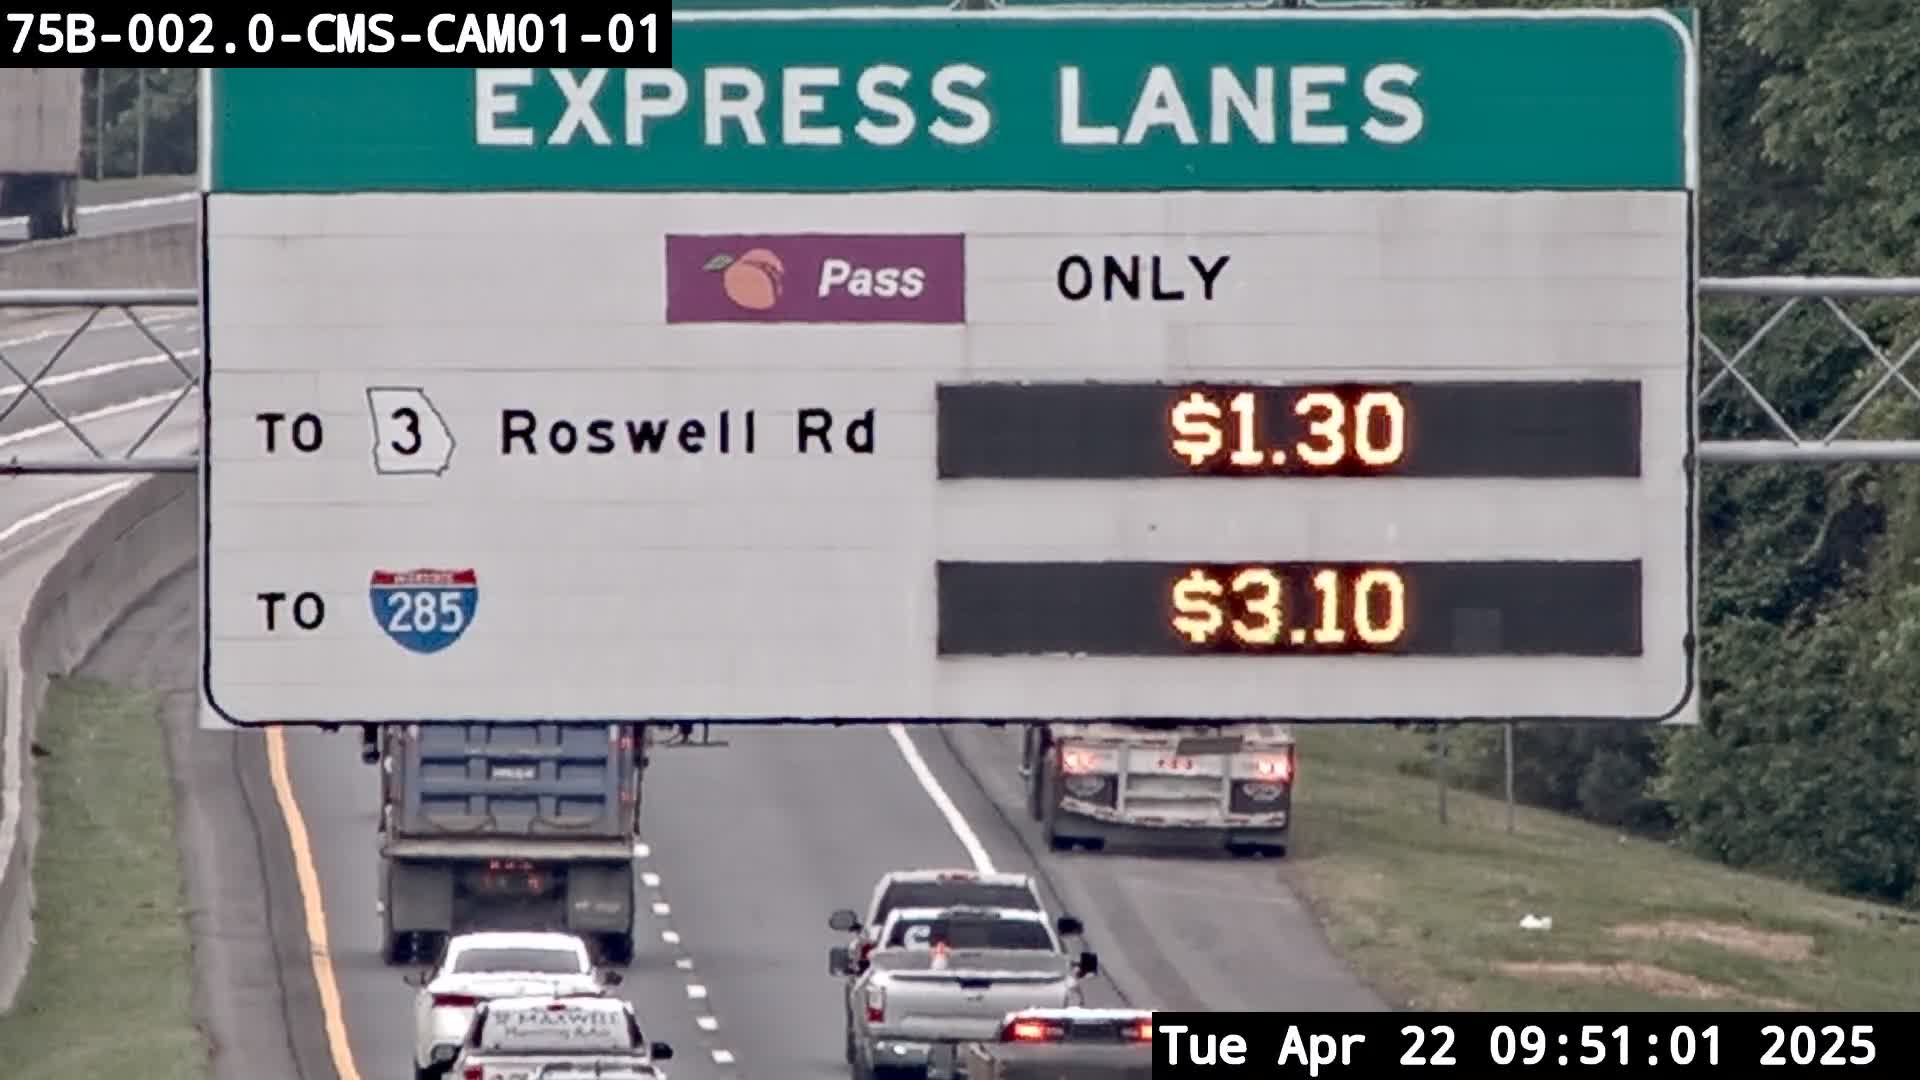 75B-002.0-CMS-CAM01-01
EXPRESS LANES
Pass ONLY
TO 3 Roswell Rd $1.30
TO 285 $3.10
MAXWELL
Tue Apr 22 09:51:01 2025